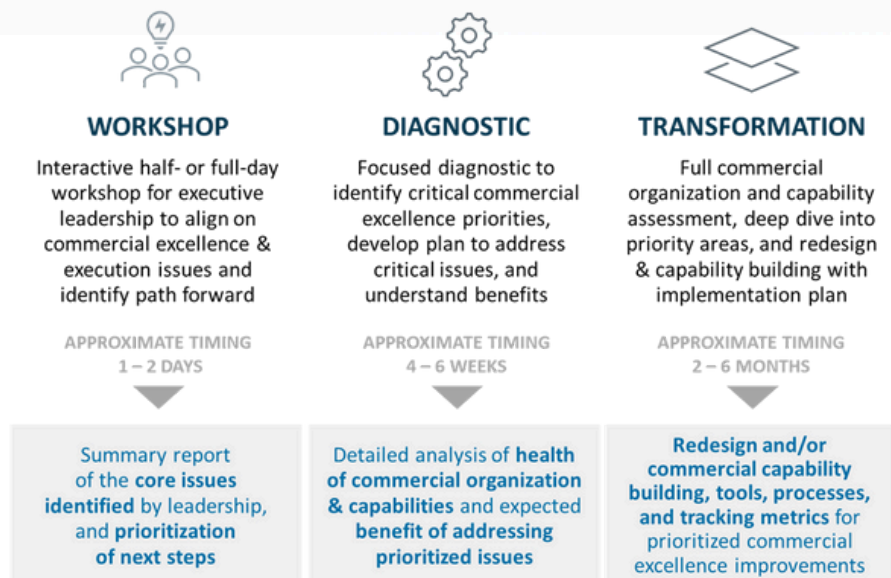 WORKSHOP
Interactive half- or full-day
workshop for executive
leadership to align on
commercial excellence &
execution issues and
identify path forward
APPROXIMATE TIMING
1 – 2 DAYS
Summary report
of the core issues
identified by leadership,
and prioritization
of next steps
DIAGNOSTIC
Focused diagnostic to
identify critical commercial
excellence priorities,
develop plan to address
critical issues, and
understand benefits
APPROXIMATE TIMING
4 – 6 WEEKS
Detailed analysis of health
of commercial organization
& capabilities and expected
benefit of addressing
prioritized issues
TRANSFORMATION
Full commercial
organization and capability
assessment, deep dive into
priority areas, and redesign
& capability building with
implementation plan
APPROXIMATE TIMING
2 – 6 MONTHS
Redesign and/or
commercial capability
building, tools, processes,
and tracking metrics for
prioritized commercial
excellence improvements